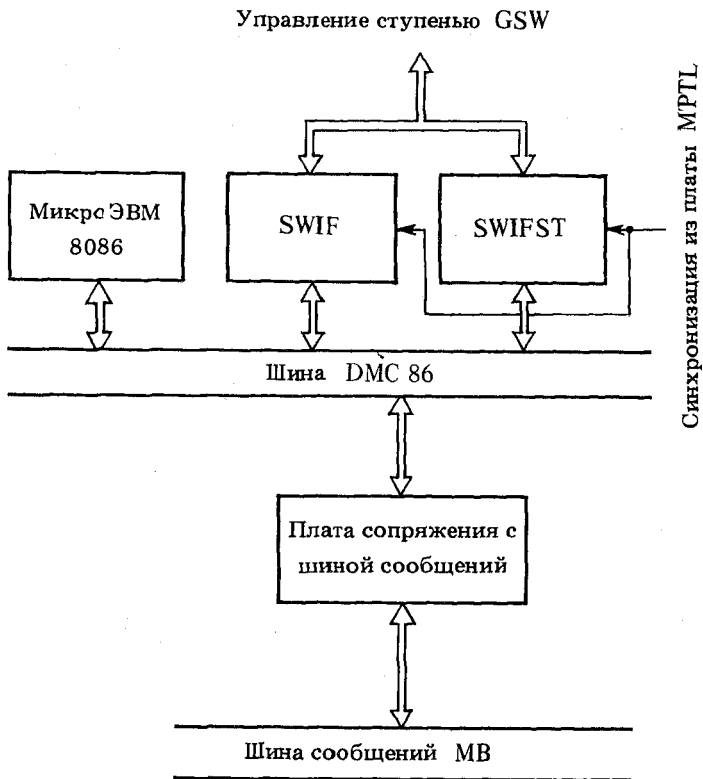 Управление ступенью GSW
Синхронизация из платы MPTL
Микро ЭВМ
8086
SWIF
SWIFST
Шина DMC 86
Плата сопряжения с
шиной сообщений
Шина сообщений МВ